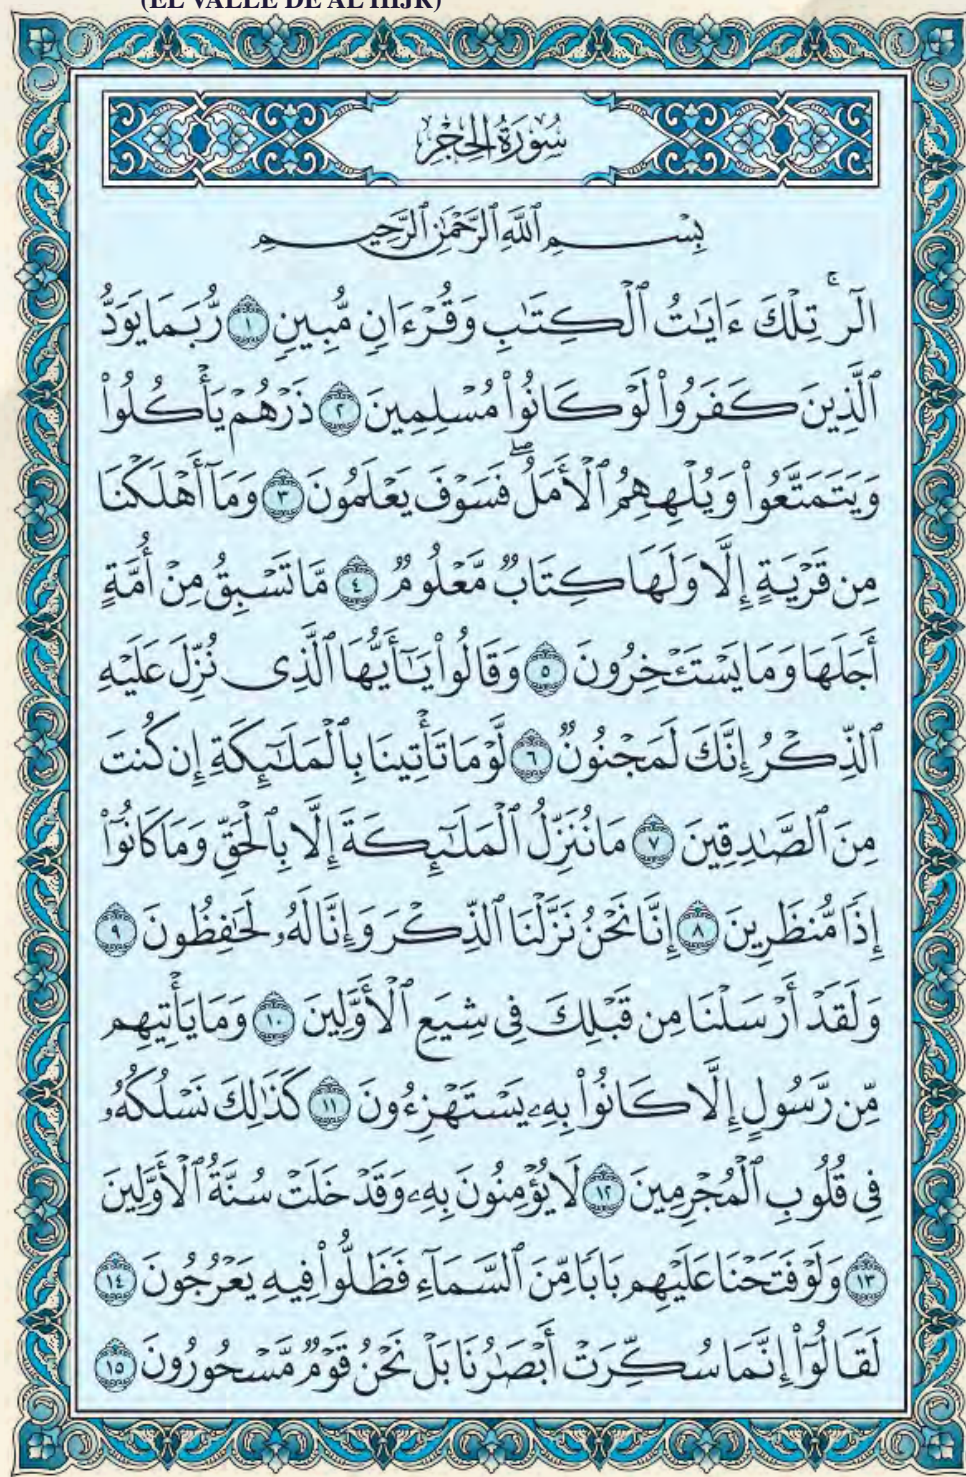 (EL VALLE DE AL HIJR)
سُورَةُ الحِجْرِ
بِسْمِ ٱللَّهِ ٱلرَّحْمَٰنِ ٱلرَّحِيمِ
الٓرۚ تِلْكَ ءَايَٰتُ ٱلْكِتَٰبِ وَقُرْءَانٍ مُّبِينٍ ١ رُّبَمَا يَوَدُّ
ٱلَّذِينَ كَفَرُوا۟ لَوْ كَانُوا۟ مُسْلِمِينَ ٢ ذَرْهُمْ يَأْكُلُوا۟
وَيَتَمَتَّعُوا۟ وَيُلْهِهِمُ ٱلْأَمَلُۖ فَسَوْفَ يَعْلَمُونَ ٣ وَمَآ أَهْلَكْنَا
مِن قَرْيَةٍ إِلَّا وَلَهَا كِتَابٌ مَّعْلُومٌ ٤ مَّا تَسْبِقُ مِنْ أُمَّةٍ
أَجَلَهَا وَمَا يَسْتَـْٔخِرُونَ ٥ وَقَالُوا۟ يَٰٓأَيُّهَا ٱلَّذِى نُزِّلَ عَلَيْهِ
ٱلذِّكْرُ إِنَّكَ لَمَجْنُونٌ ٦ لَّوْ مَا تَأْتِينَا بِٱلْمَلَٰٓئِكَةِ إِن كُنتَ
مِنَ ٱلصَّٰدِقِينَ ٧ مَا نُنَزِّلُ ٱلْمَلَٰٓئِكَةَ إِلَّا بِٱلْحَقِّ وَمَا كَانُوٓا۟
إِذًا مُّنظَرِينَ ٨ إِنَّا نَحْنُ نَزَّلْنَا ٱلذِّكْرَ وَإِنَّا لَهُۥ لَحَٰفِظُونَ ٩
وَلَقَدْ أَرْسَلْنَا مِن قَبْلِكَ فِى شِيَعِ ٱلْأَوَّلِينَ ١٠ وَمَا يَأْتِيهِم
مِّن رَّسُولٍ إِلَّا كَانُوا۟ بِهِۦ يَسْتَهْزِءُونَ ١١ كَذَٰلِكَ نَسْلُكُهُۥ
فِى قُلُوبِ ٱلْمُجْرِمِينَ ١٢ لَا يُؤْمِنُونَ بِهِۦ وَقَدْ خَلَتْ سُنَّةُ ٱلْأَوَّلِينَ
١٣ وَلَوْ فَتَحْنَا عَلَيْهِم بَابًا مِّنَ ٱلسَّمَآءِ فَظَلُّوا۟ فِيهِ يَعْرُجُونَ ١٤
لَقَالُوٓا۟ إِنَّمَا سُكِّرَتْ أَبْصَٰرُنَا بَلْ نَحْنُ قَوْمٌ مَّسْحُورُونَ ١٥